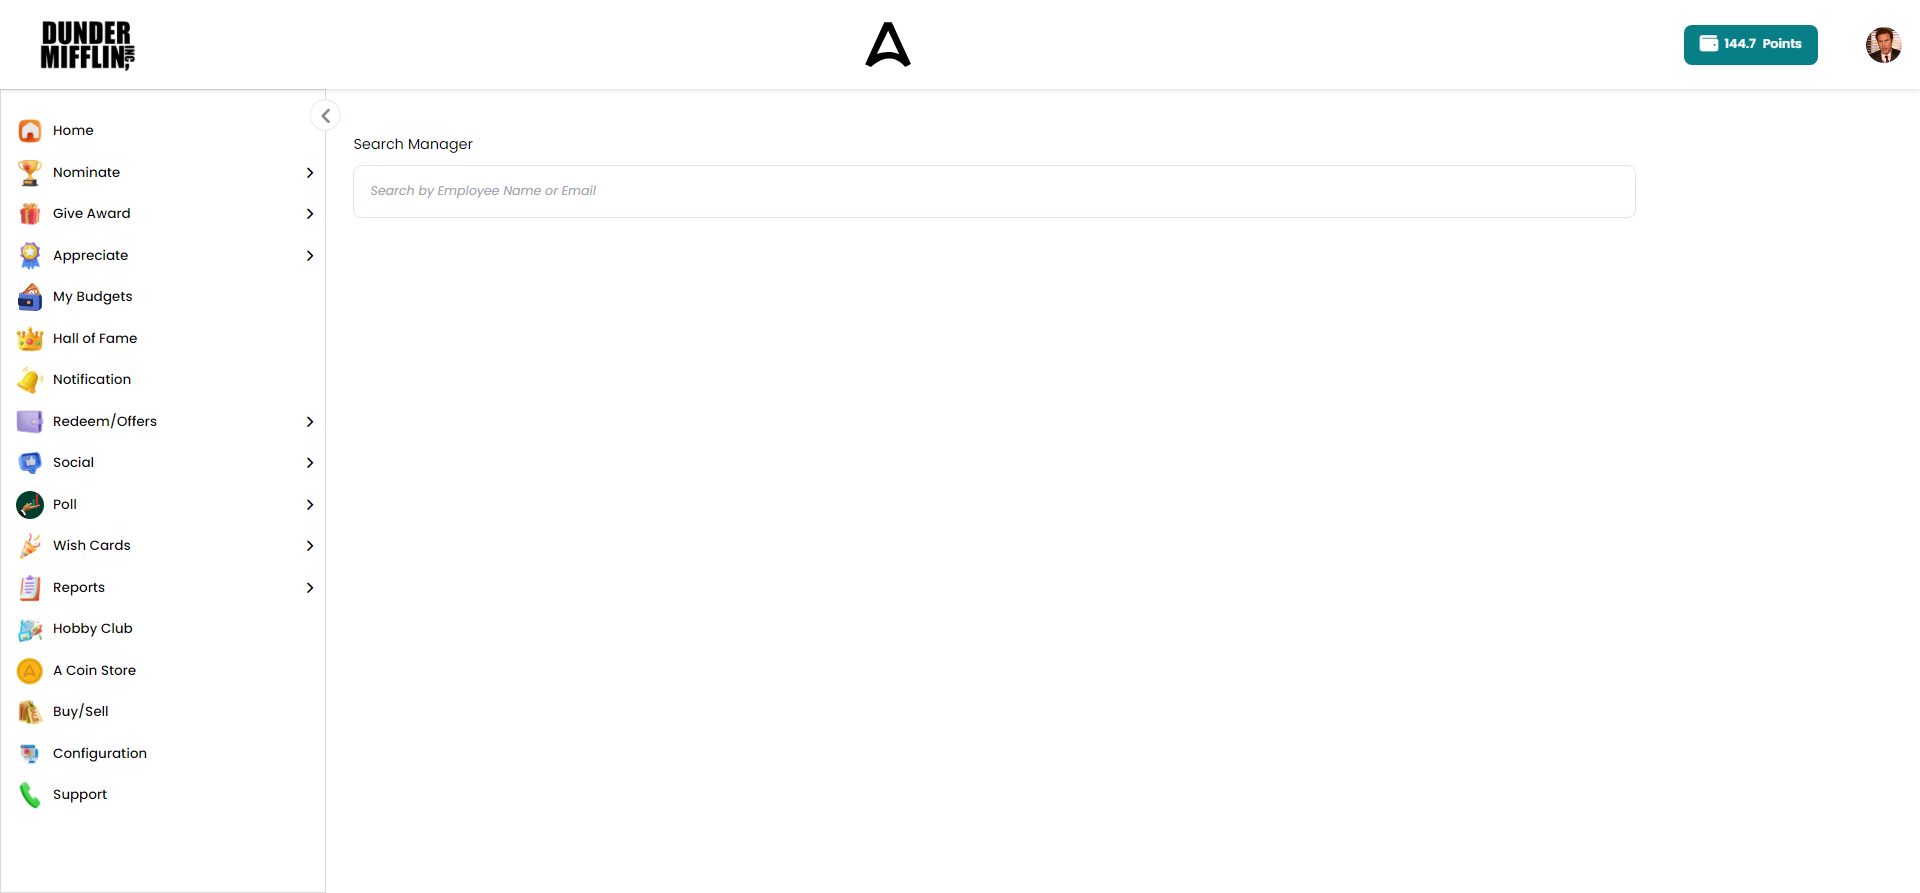 DUNDER
MIFFLIN INC,
144.7 Points
Home
Nominate
Give Award
Appreciate
My Budgets
Hall of Fame
Notification
Redeem/Offers
Social
Poll
Wish Cards
Reports
Hobby Club
A Coin Store
Buy/Sell
Configuration
Support
Search Manager
Search by Employee Name or Email